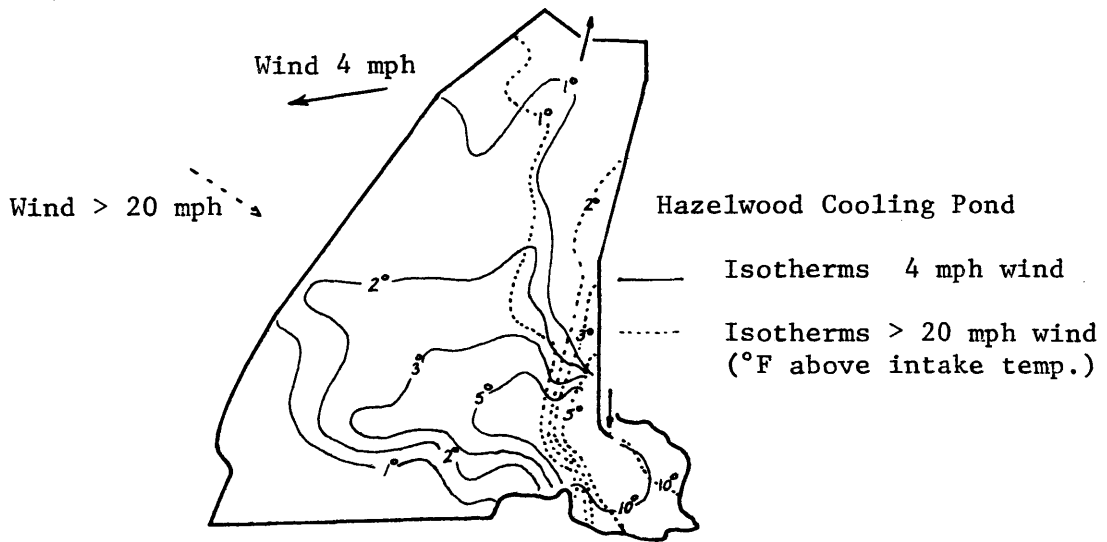 Wind 4 mph
Wind > 20 mph
Hazelwood Cooling Pond
Isotherms 4 mph wind
Isotherms > 20 mph wind
(°F above intake temp.)
1°
1°
2°
2°
3°
3°
5°
5°
2°
1°
10°
10°